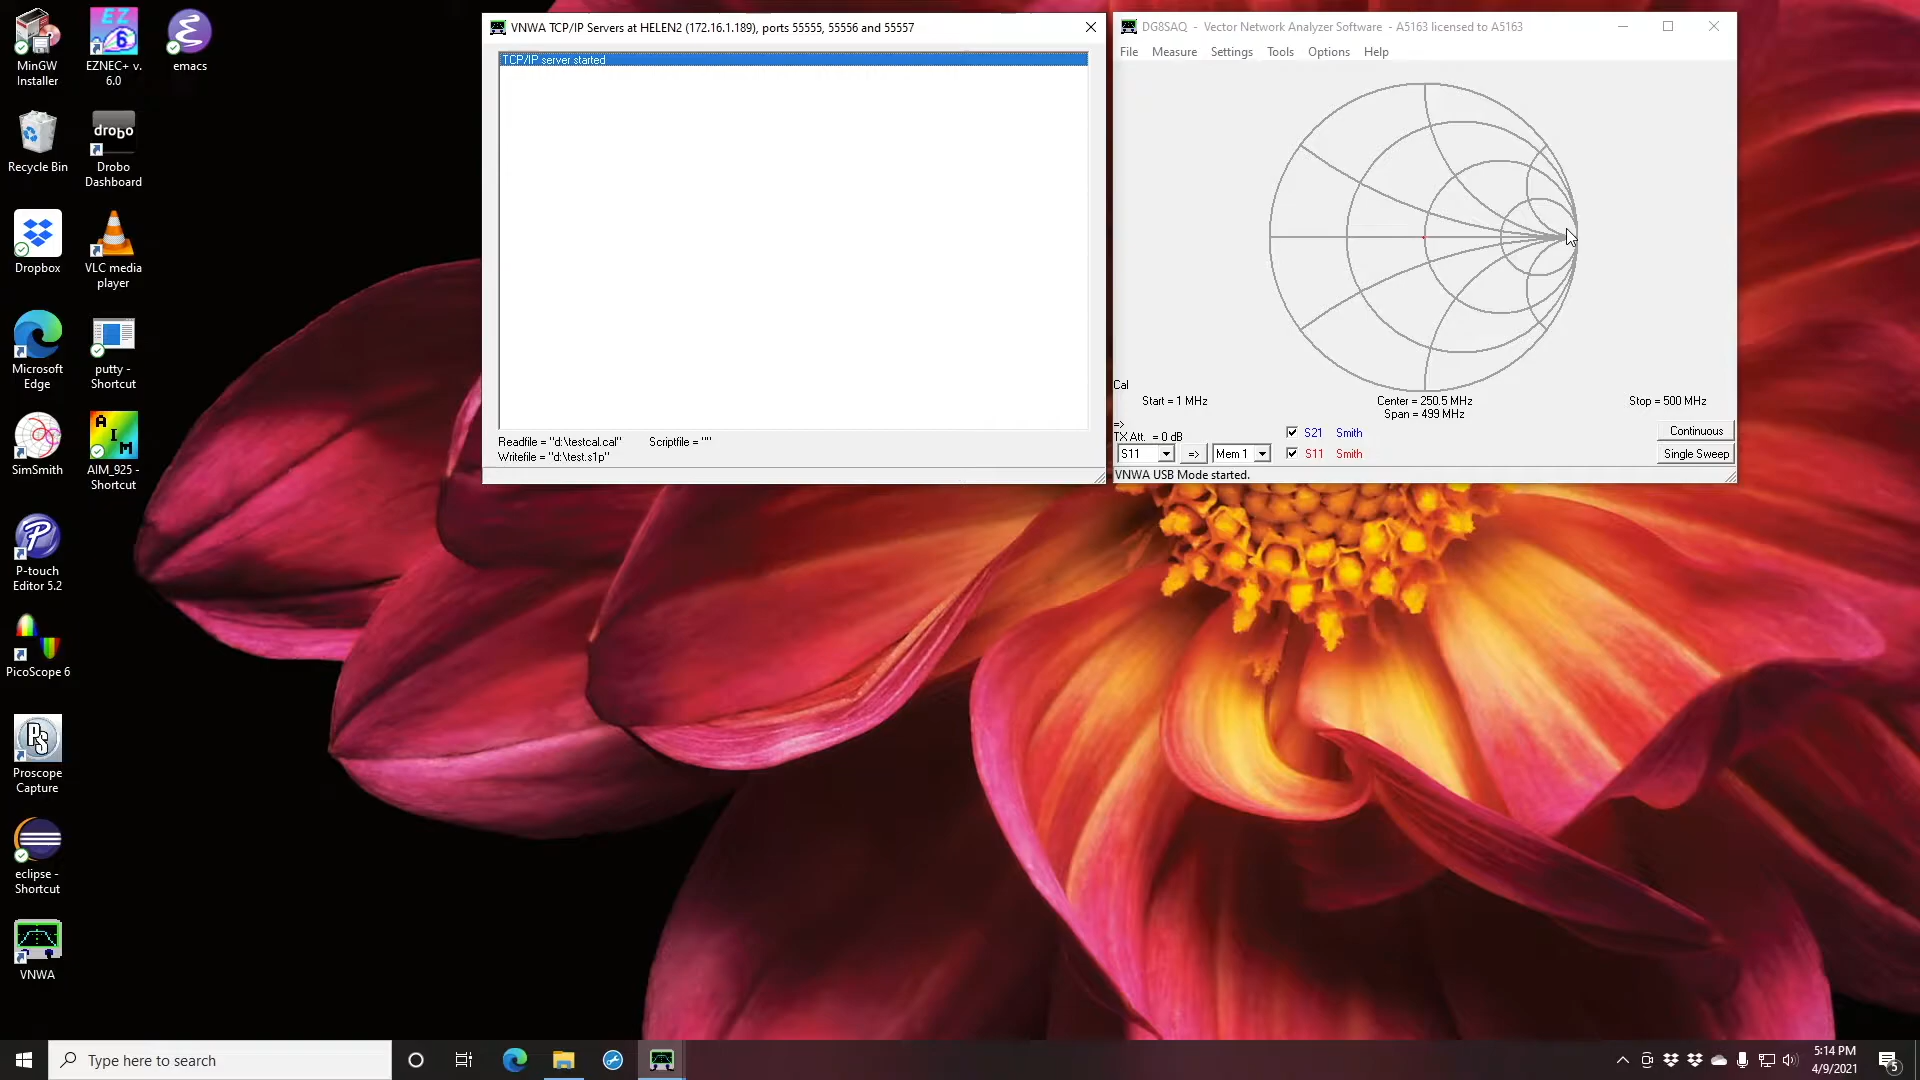 MinGW
Installer
EZNEC+ v.
6.0
emacs
Recycle Bin
drobo
Drobo
Dashboard
Dropbox
VLC media
player
Microsoft
Edge
putty -
Shortcut
SimSmith
A
I
M
AIM_925 -
Shortcut
P-touch
Editor 5.2
PicoScope 6
PS
Proscope
Capture
eclipse -
Shortcut
VNWA
VNWA TCP/IP Servers at HELEN2 (172.16.1.189), ports 55555, 55556 and 55557
TCP/IP server started
Readfile = "d:\testcal.cal" Scriptfile = ""
Writefile = "d:\test.s1p"
DG8SAQ - Vector Network Analyzer Software - A5163 licensed to A5163
File Measure Settings Tools Options Help
Cal
Start = 1 MHz Center = 250.5 MHz Stop = 500 MHz
Span = 499 MHz
=>
TX Att. = 0 dB
S21 Smith Continuous
S11 => Mem 1 S11 Smith Single Sweep
VNWA USB Mode started.
Type here to search
5:14 PM
4/9/2021
5